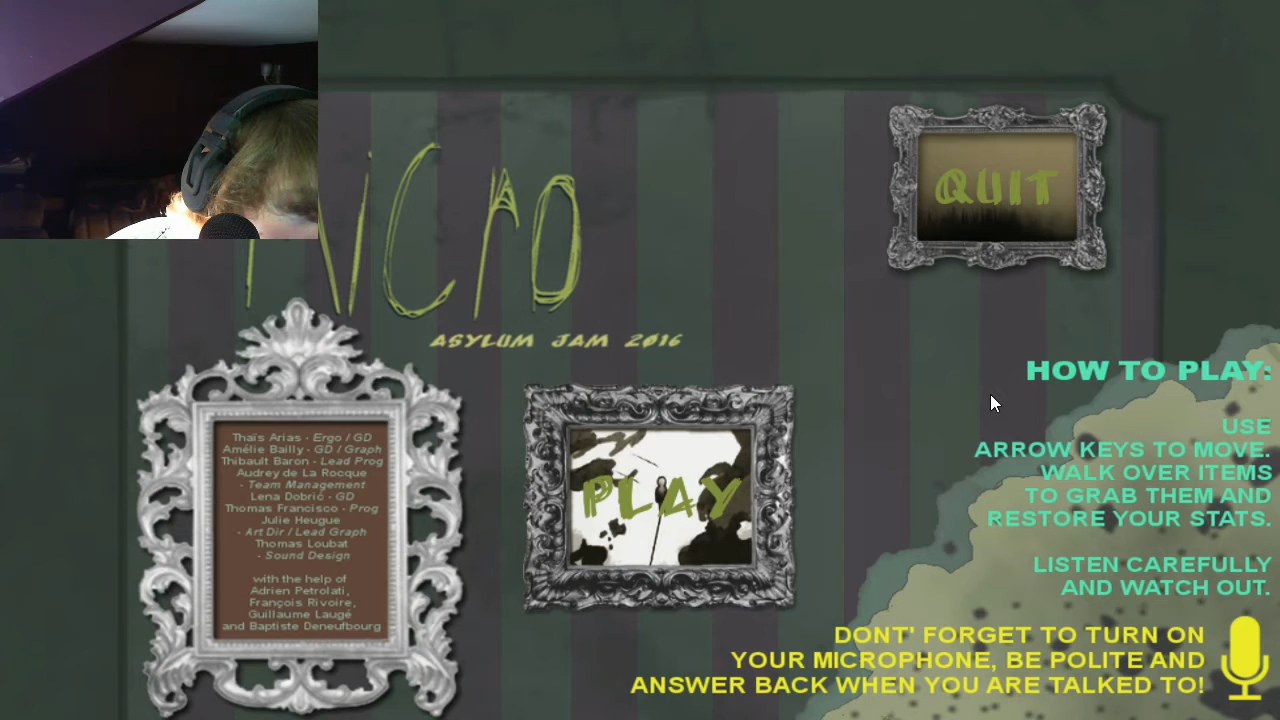 QUIT
ASYLUM JAM 2016
HOW TO PLAY:
USE
ARROW KEYS TO MOVE.
WALK OVER ITEMS
TO GRAB THEM AND
RESTORE YOUR STATS.
LISTEN CAREFULLY
AND WATCH OUT.
Thaïs Arias - Ergo / GD
Amélie Bailly - GD / Graph
Thibault Baron - Lead Prog
Audrey de La Rocque
- Team Management
Lena Dobrić - GD
Thomas Francisco - Prog
Julie Heugue
- Art Dir / Lead Graph
Thomas Loubat
- Sound Design
with the help of
Adrien Petrolati,
François Rivoire,
Guillaume Laugé
and Baptiste Deneufbourg
PLAY
DONT' FORGET TO TURN ON
YOUR MICROPHONE, BE POLITE AND
ANSWER BACK WHEN YOU ARE TALKED TO!